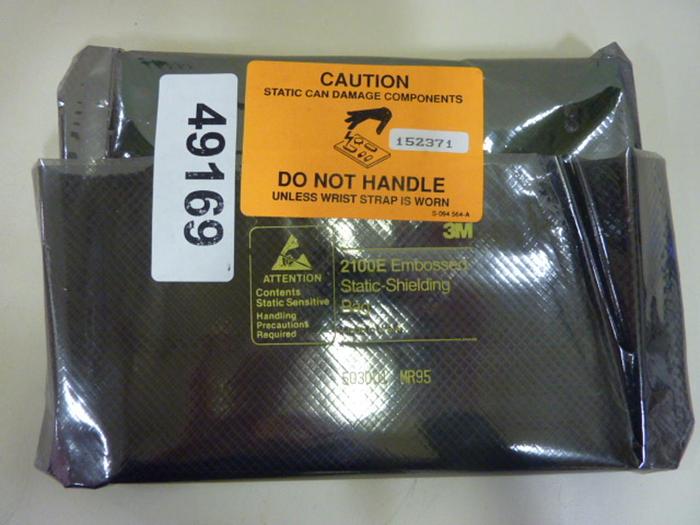 49169
CAUTION
STATIC CAN DAMAGE COMPONENTS
152371
DO NOT HANDLE
UNLESS WRIST STRAP IS WORN
S-094 564-A
3M
ATTENTION
Contents
Static Sensitive
Handling
Precautions
Required
2100E Embossed
Static-Shielding
Bag
MR95